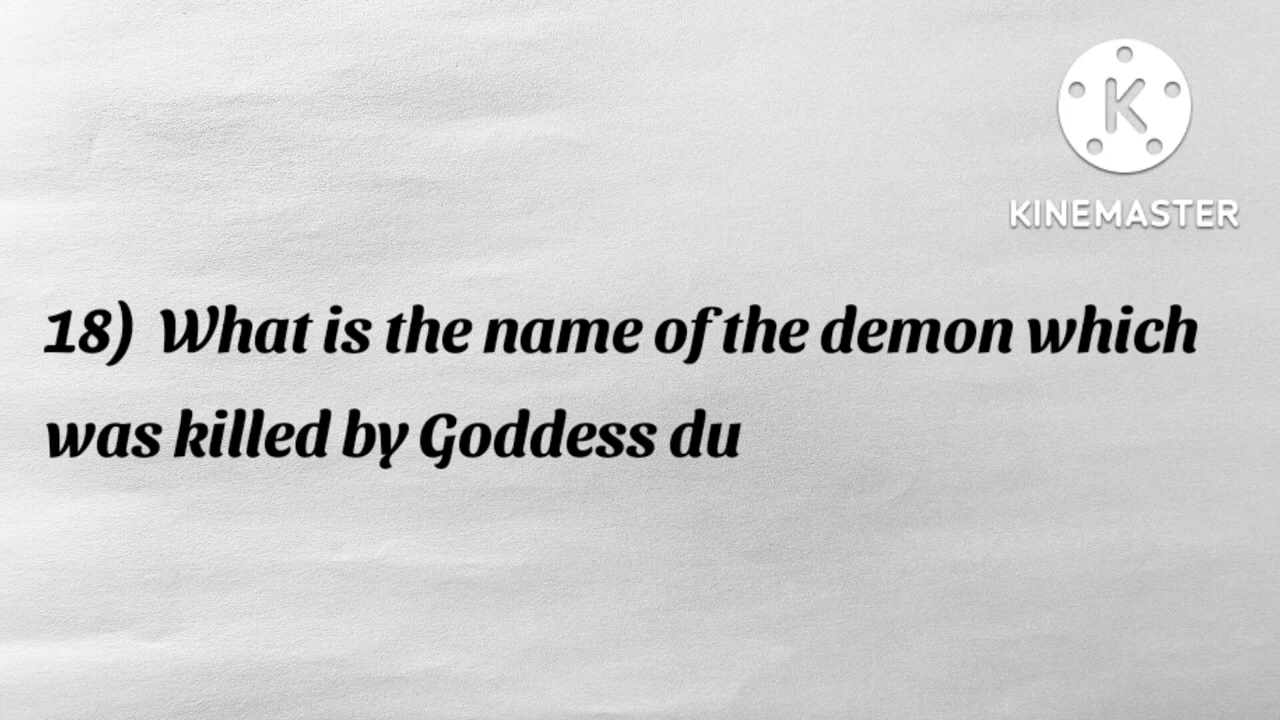 KINEMASTER
18) What is the name of the demon which
was killed by Goddess du